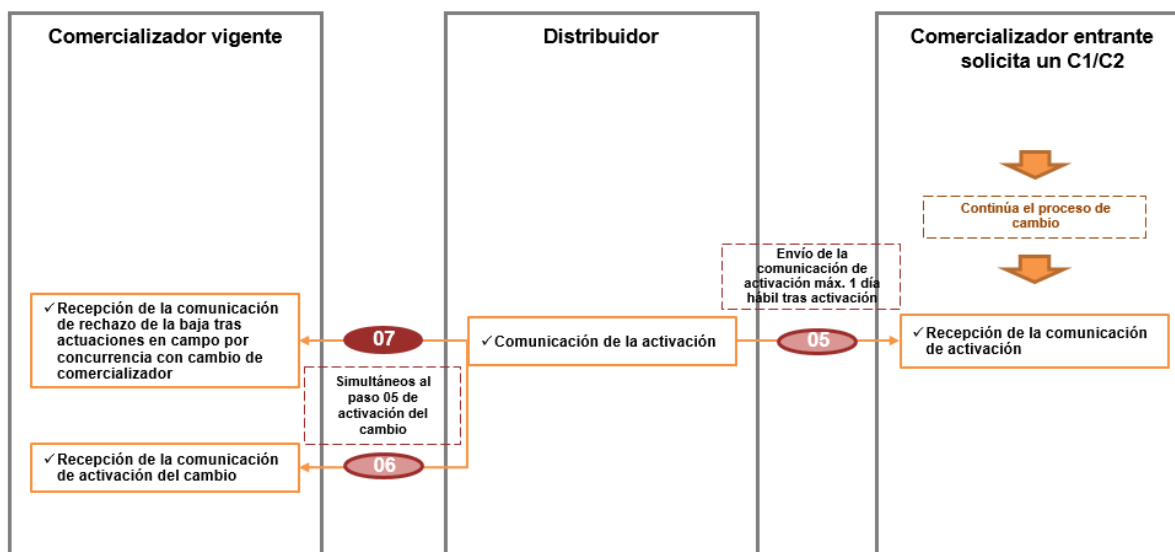 Comercializador vigente
Distribuidor
Comercializador entrante
solicita un C1/C2
Continúa el proceso de
cambio
Envío de la
comunicación de
activación máx. 1 día
hábil tras activación
✓Recepción de la comunicación
de rechazo de la baja tras
actuaciones en campo por
concurrencia con cambio de
comercializador
07
✓Comunicación de la activación
05
✓Recepción de la comunicación
de activación
Simultáneos al
paso 05 de
activación del
cambio
✓Recepción de la comunicación
de activación del cambio
06